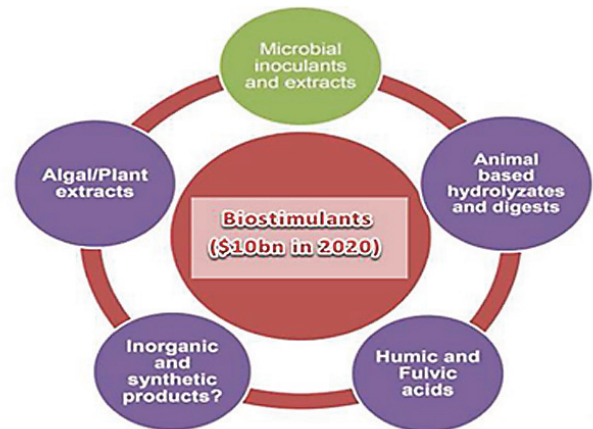 Microbial
inoculants
and extracts
Algal/Plant
extracts
Animal
based
hydrolyzates
and digests
Biostimulants
($10bn in 2020)
Inorganic
and
synthetic
products?
Humic and
Fulvic
acids